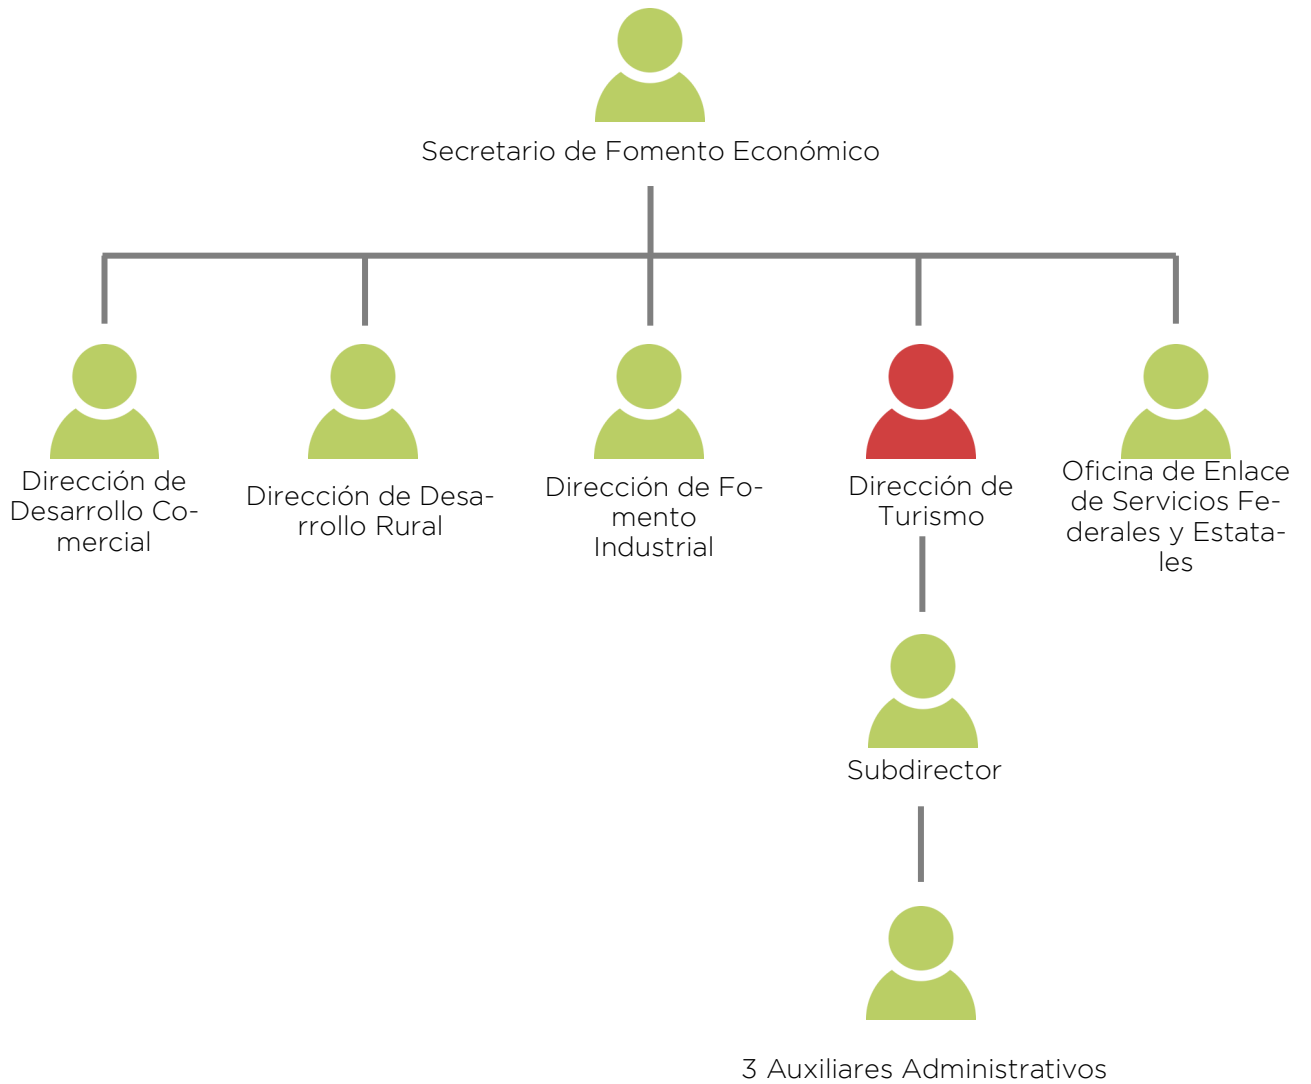 Secretario de Fomento Económico
Dirección de
Desarrollo Co-
mercial
Dirección de Desa-
rrollo Rural
Dirección de Fo-
mento
Industrial
Dirección de
Turismo
Oficina de Enlace
de Servicios Fe-
derales y Estata-
les
Subdirector
3 Auxiliares Administrativos